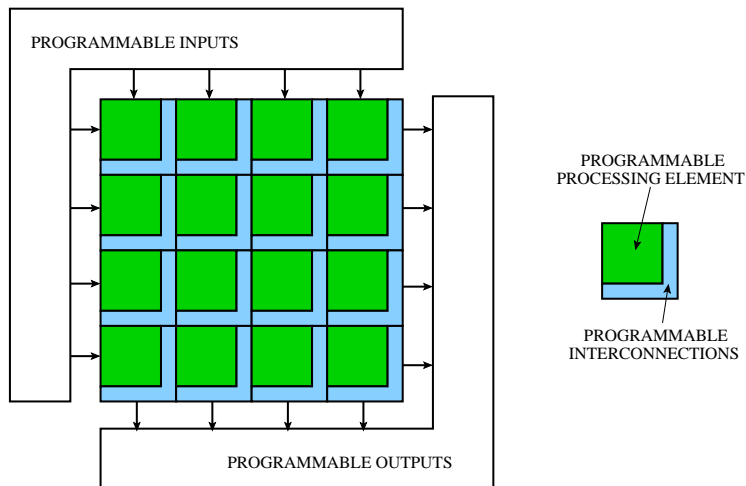 PROGRAMMABLE INPUTS
PROGRAMMABLE
PROCESSING ELEMENT
PROGRAMMABLE
INTERCONNECTIONS
PROGRAMMABLE OUTPUTS